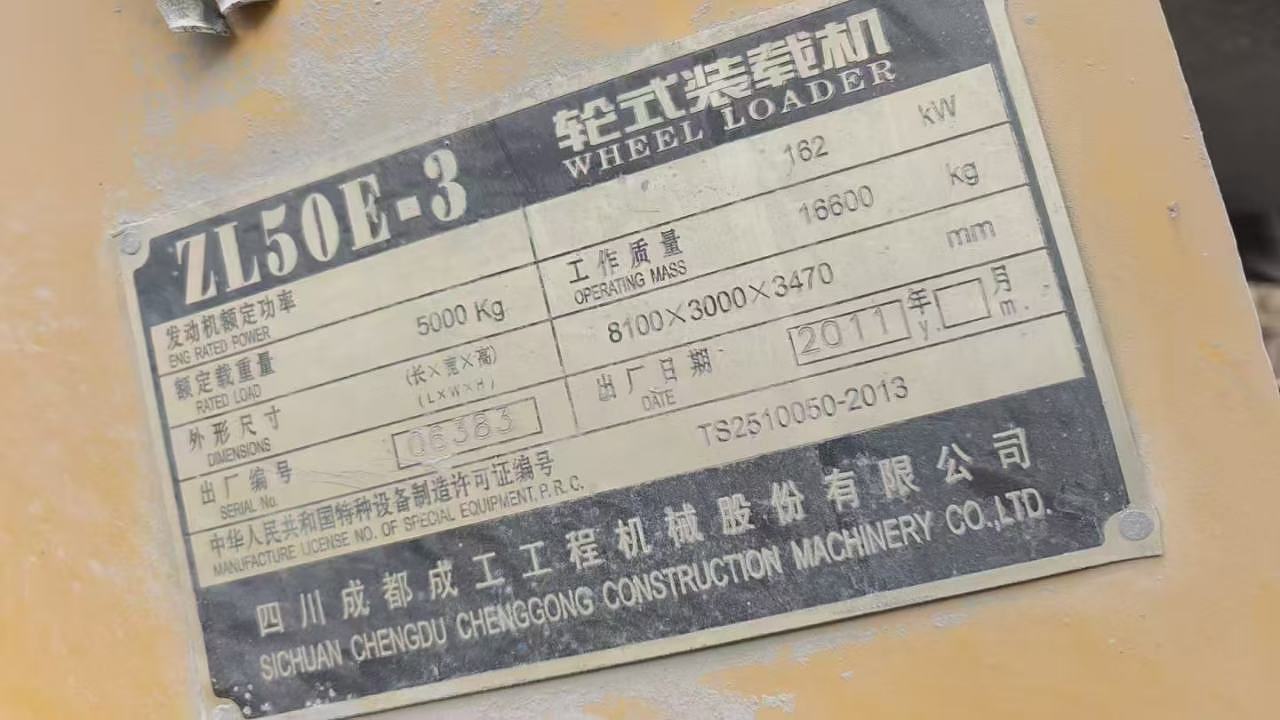 ZL50E-3 轮式装载机
WHEEL LOADER
发动机额定功率 162 kW
ENG RATED POWER
额定载重量 5000 Kg 工作质量 16600 kg
RATED LOAD OPERATING MASS
外形尺寸 (长×宽×高) 8100×3000×3470 mm
DIMENSIONS (L×W×H)
出厂编号 06383 出厂日期 2011 年 月
SERIAL No. DATE y. m.
中华人民共和国特种设备制造许可证编号 TS2510050-2013
MANUFACTURE LICENSE NO. OF SPECIAL EQUIPMENT,P.R.C.
四川成都成工工程机械股份有限公司
SICHUAN CHENGDU CHENGGONG CONSTRUCTION MACHINERY CO.,LTD.